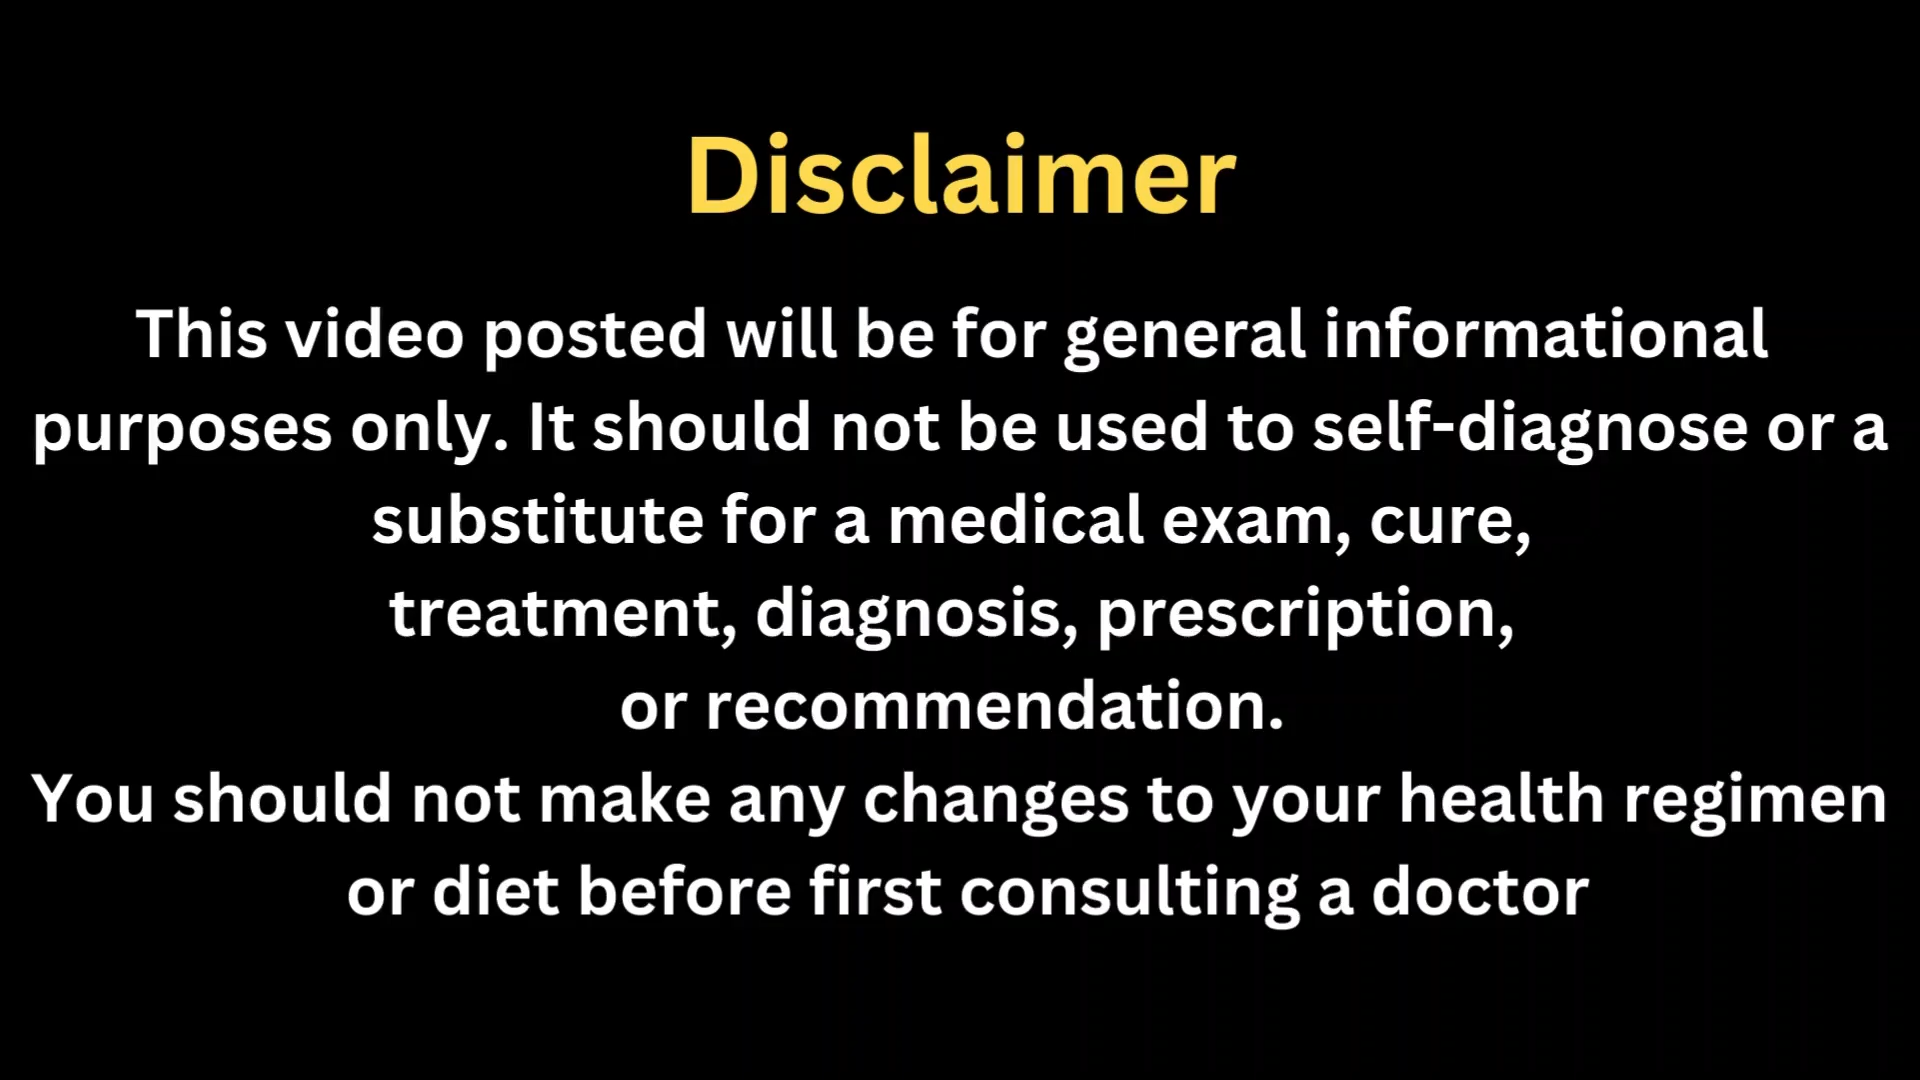 Disclaimer
This video posted will be for general informational
purposes only. It should not be used to self-diagnose or a
substitute for a medical exam, cure,
treatment, diagnosis, prescription,
or recommendation.
You should not make any changes to your health regimen
or diet before first consulting a doctor